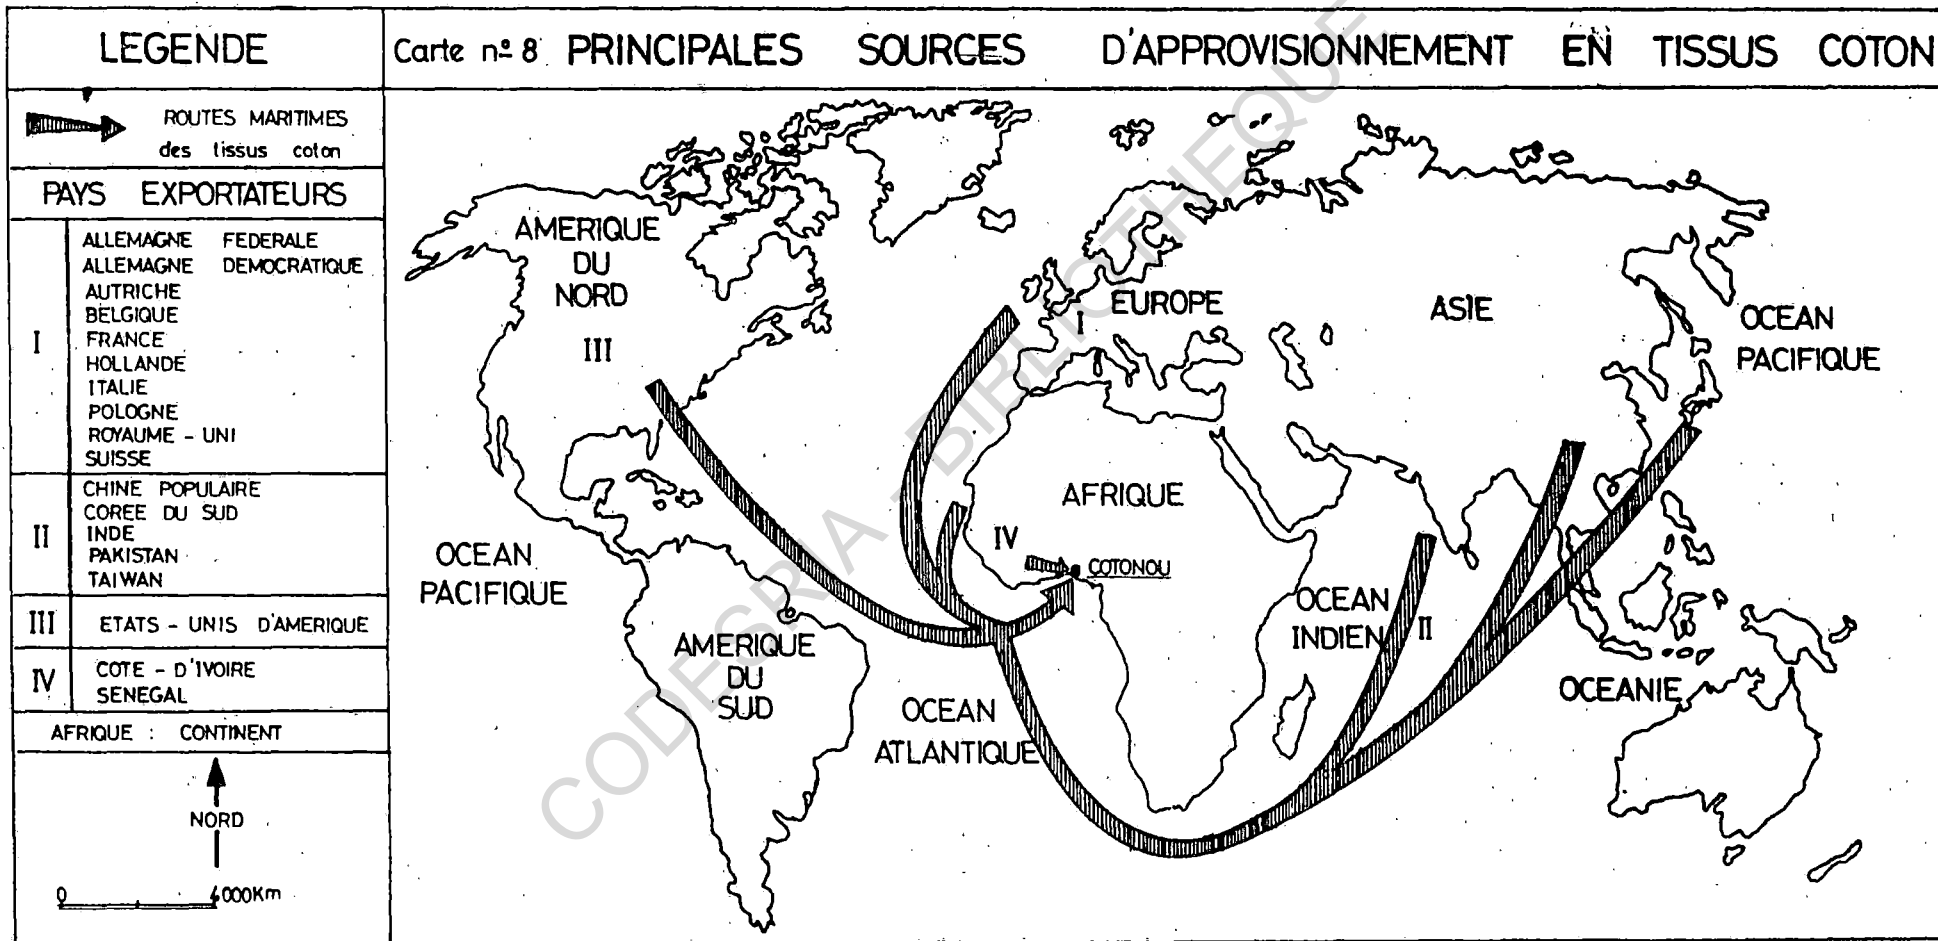 LEGENDE
Carte nº 8 PRINCIPALES SOURCES D'APPROVISIONNEMENT EN TISSUS COTON
ROUTES MARITIMES
des tissus coton
PAYS EXPORTATEURS
I
ALLEMAGNE FEDERALE
ALLEMAGNE DEMOCRATIQUE
AUTRICHE
BELGIQUE
FRANCE
HOLLANDE
ITALIE
POLOGNE
ROYAUME - UNI
SUISSE
II
CHINE POPULAIRE
COREE DU SUD
INDE
PAKISTAN
TAIWAN
III
ETATS - UNIS D'AMERIQUE
IV
COTE - D'IVOIRE
SENEGAL
AFRIQUE : CONTINENT
NORD
0 4000Km
AMERIQUE
DU
NORD
III
EUROPE
I
ASIE
OCEAN
PACIFIQUE
OCEAN
PACIFIQUE
AFRIQUE
IV
COTONOU
OCEAN
INDIEN
II
AMERIQUE
DU
SUD
OCEAN
ATLANTIQUE
OCEANIE
CODESRIA - BIBLIOTHEQUE